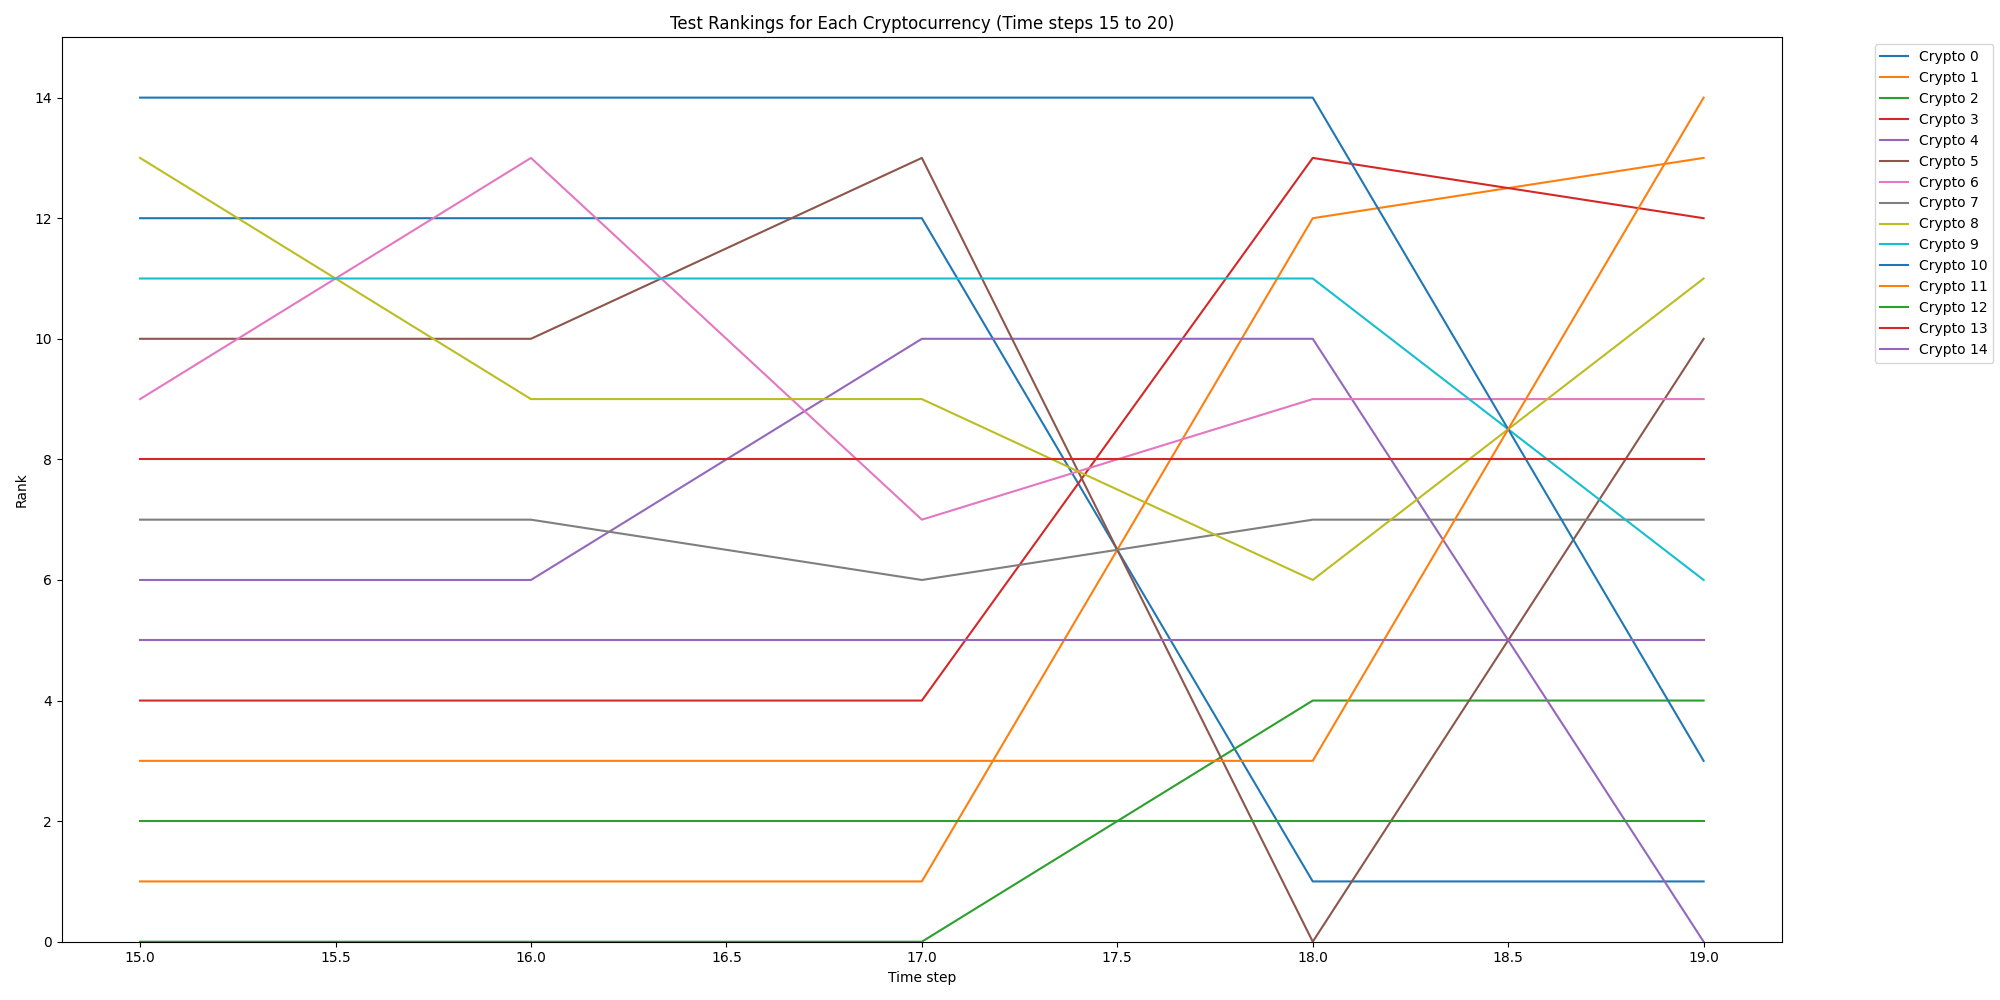 Test Rankings for Each Cryptocurrency (Time steps 15 to 20)
Crypto 0
Crypto 1
Crypto 2
Crypto 3
Crypto 4
Crypto 5
Crypto 6
Crypto 7
Crypto 8
Crypto 9
Crypto 10
Crypto 11
Crypto 12
Crypto 13
Crypto 14
Rank
14
12
10
8
6
4
2
0
15.0 15.5 16.0 16.5 17.0 17.5 18.0 18.5 19.0
Time step